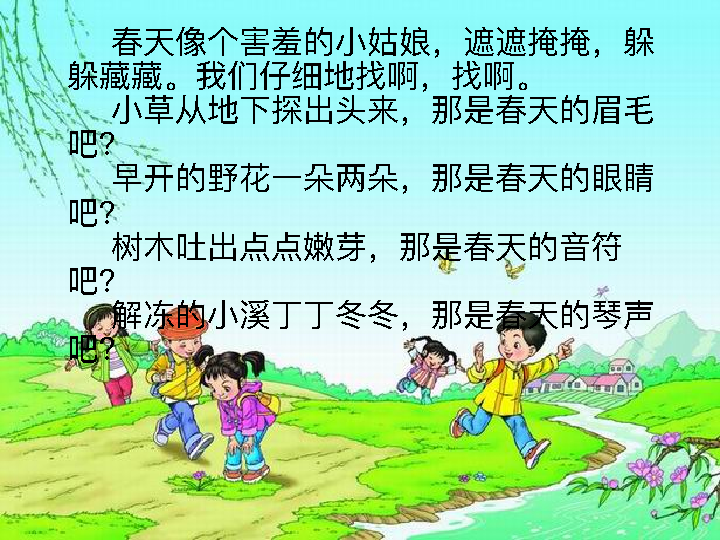 春天像个害羞的小姑娘，遮遮掩掩，躲
躲藏藏。我们仔细地找啊，找啊。
小草从地下探出头来，那是春天的眉毛
吧？
早开的野花一朵两朵，那是春天的眼睛
吧？
树木吐出点点嫩芽，那是春天的音符
吧？
解冻的小溪丁丁冬冬，那是春天的琴声
吧？